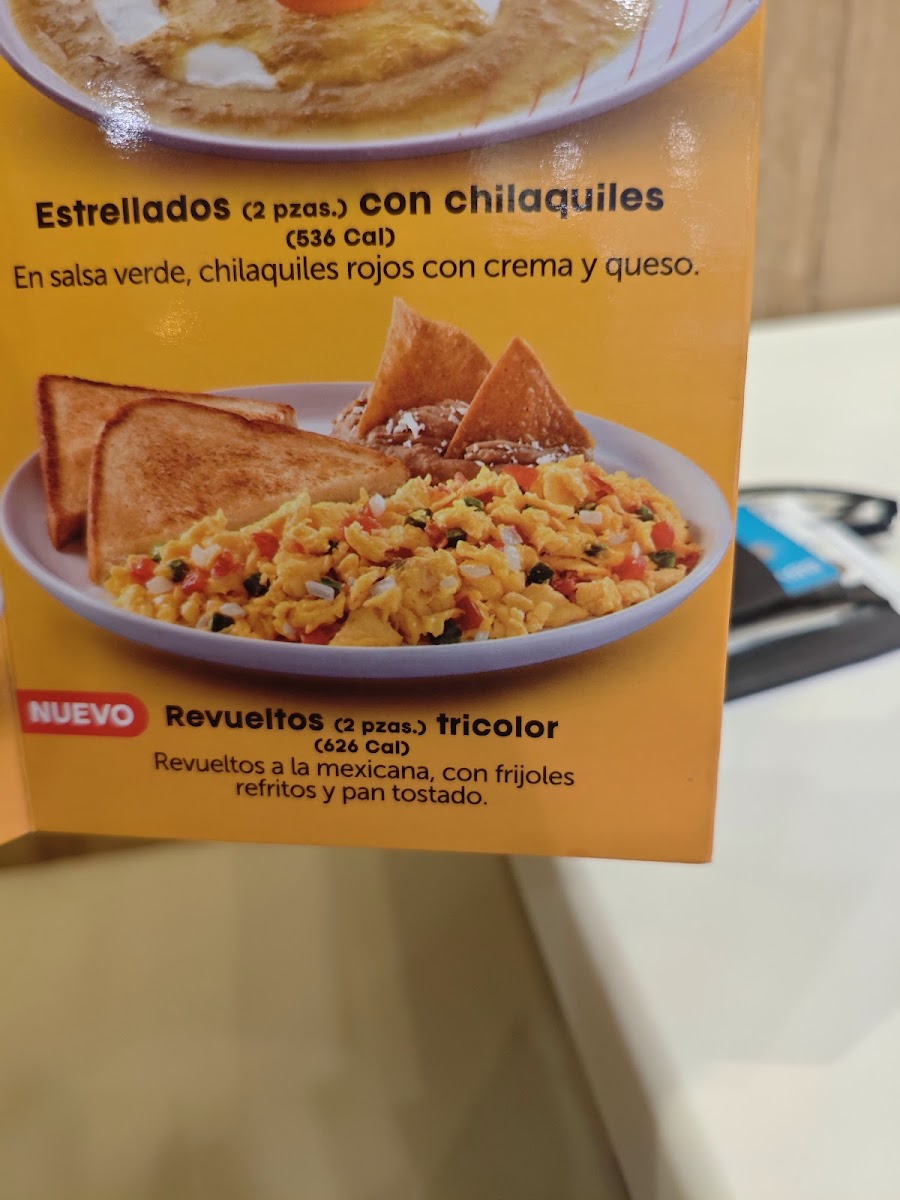 Estrellados (2 pzas.) con chilaquiles
(536 Cal)
En salsa verde, chilaquiles rojos con crema y queso.
NUEVO Revueltos (2 pzas.) tricolor
(626 Cal)
Revueltos a la mexicana, con frijoles
refritos y pan tostado.